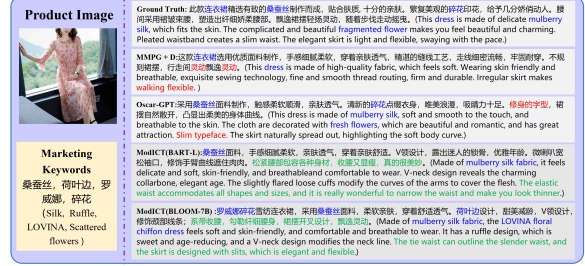 Product Image
Marketing
Keywords
桑蚕丝，荷叶边，罗
威娜，碎花
(Silk, Ruffle,
LOVINA, Scattered
flowers )
Ground Truth: 此款连衣裙精选有致的桑蚕丝制作而成，贴合肤质, 十分的亲肤。繁复美观的碎花印花，给予几分娇俏动人。腰
间采用褶皱束腰，塑造出纤细娇柔腰部。飘逸裙摆轻扬灵动，随着步伐走动摇曳。(This dress is made of delicate mulberry
silk, which fits the skin. The complicated and beautiful fragmented flower makes you feel beautiful and charming.
Pleated waistband creates a slim waist. The elegant skirt is light and flexible, swaying with the pace.)
MMPG + D:这款连衣裙选用优质面料制作，手感细腻柔软，穿着亲肤透气，精湛的缝纫工艺，走线细密流畅，牢固耐穿。不规
则裙摆，行走间灵动飘逸灵动。(This dress is made of high-quality fabric, which feels soft. Wearing skin friendly and
breathable, exquisite sewing technology, fine and smooth thread routing, firm and durable. Irregular skirt makes
walking flexible. )
Oscar-GPT:采用桑蚕丝面料制作，触感柔软顺滑，亲肤透气。清新的碎花点缀衣身，唯美浪漫，吸睛力十足。修身的字型，裙
摆自然散开，凸显出柔美的身体曲线。(This dress is made of mulberry silk, soft and smooth to the touch, and
breathable to the skin. The cloth are decorated with fresh flowers, which are beautiful and romantic, and has great
attraction. Slim typeface. The skirt naturally spread out, highlighting the soft body curve.)
ModICT(BART-L):桑蚕丝面料，手感细腻柔软，亲肤透气，穿着亲肤舒适。V领设计，露出迷人的锁骨，优雅年龄。微喇叭宽
松袖口，修饰手臂曲线遮住肉肉。松紧腰部包容各种身材，收腰又显瘦，真的很美妙。(Made of mulberry silk fabric, it feels
delicate and soft, skin-friendly, and breathableand comfortable to wear. V-neck design reveals the charming
collarbone, elegant age. The slightly flared loose cuffs modify the curves of the arms to cover the flesh. The elastic
waist accommodates all shapes and sizes, and it is really wonderful to narrow the waist and make you look thinner.)
ModICT(BLOOM-7B):罗威娜碎花雪纺连衣裙，采用桑蚕丝面料，柔软亲肤，穿着舒适透气。荷叶边设计，甜美减龄，V领设计，
修饰颈部线条；系带收腰，勾勒纤细腰身，裙摆开叉设计，飘逸灵动。(Made of mulberry silk fabric, the LOVINA floral
chiffon dress feels soft and skin-friendly, and comfortable and breathable to wear. It has a ruffle design, which is
sweet and age-reducing, and a V-neck design modifies the neck line. The tie waist can outline the slender waist, and
the skirt is designed with slits, which is elegant and flexible.)